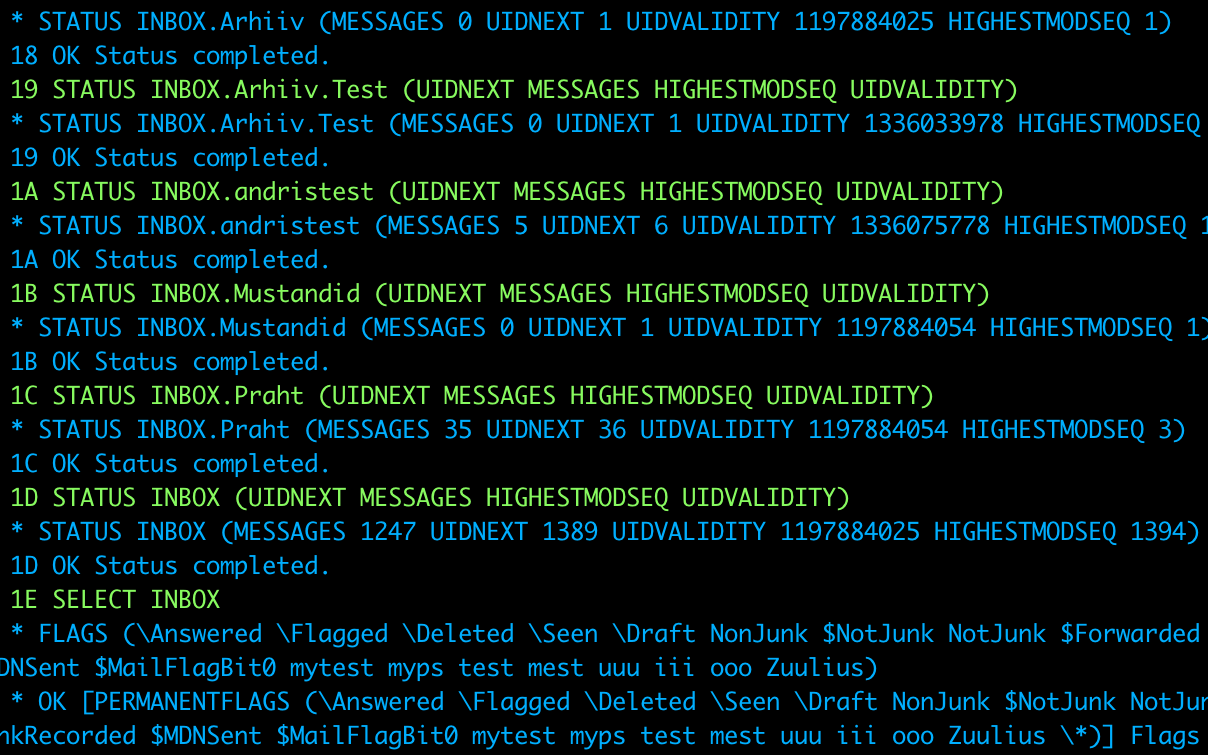 * STATUS INBOX.Arhiiv (MESSAGES 0 UIDNEXT 1 UIDVALIDITY 1197884025 HIGHESTMODSEQ 1)
18 OK Status completed.
19 STATUS INBOX.Arhiiv.Test (UIDNEXT MESSAGES HIGHESTMODSEQ UIDVALIDITY)
* STATUS INBOX.Arhiiv.Test (MESSAGES 0 UIDNEXT 1 UIDVALIDITY 1336033978 HIGHESTMODSEQ
19 OK Status completed.
1A STATUS INBOX.andristest (UIDNEXT MESSAGES HIGHESTMODSEQ UIDVALIDITY)
* STATUS INBOX.andristest (MESSAGES 5 UIDNEXT 6 UIDVALIDITY 1336075778 HIGHESTMODSEQ 1
1A OK Status completed.
1B STATUS INBOX.Mustandid (UIDNEXT MESSAGES HIGHESTMODSEQ UIDVALIDITY)
* STATUS INBOX.Mustandid (MESSAGES 0 UIDNEXT 1 UIDVALIDITY 1197884054 HIGHESTMODSEQ 1)
1B OK Status completed.
1C STATUS INBOX.Praht (UIDNEXT MESSAGES HIGHESTMODSEQ UIDVALIDITY)
* STATUS INBOX.Praht (MESSAGES 35 UIDNEXT 36 UIDVALIDITY 1197884054 HIGHESTMODSEQ 3)
1C OK Status completed.
1D STATUS INBOX (UIDNEXT MESSAGES HIGHESTMODSEQ UIDVALIDITY)
* STATUS INBOX (MESSAGES 1247 UIDNEXT 1389 UIDVALIDITY 1197884025 HIGHESTMODSEQ 1394)
1D OK Status completed.
1E SELECT INBOX
* FLAGS (\Answered \Flagged \Deleted \Seen \Draft NonJunk $NotJunk NotJunk $Forwarded
DNSent $MailFlagBit0 mytest myps test mest uuu iii ooo Zuulius)
* OK [PERMANENTFLAGS (\Answered \Flagged \Deleted \Seen \Draft NonJunk $NotJunk NotJun
nkRecorded $MDNSent $MailFlagBit0 mytest myps test mest uuu iii ooo Zuulius \*)] Flags